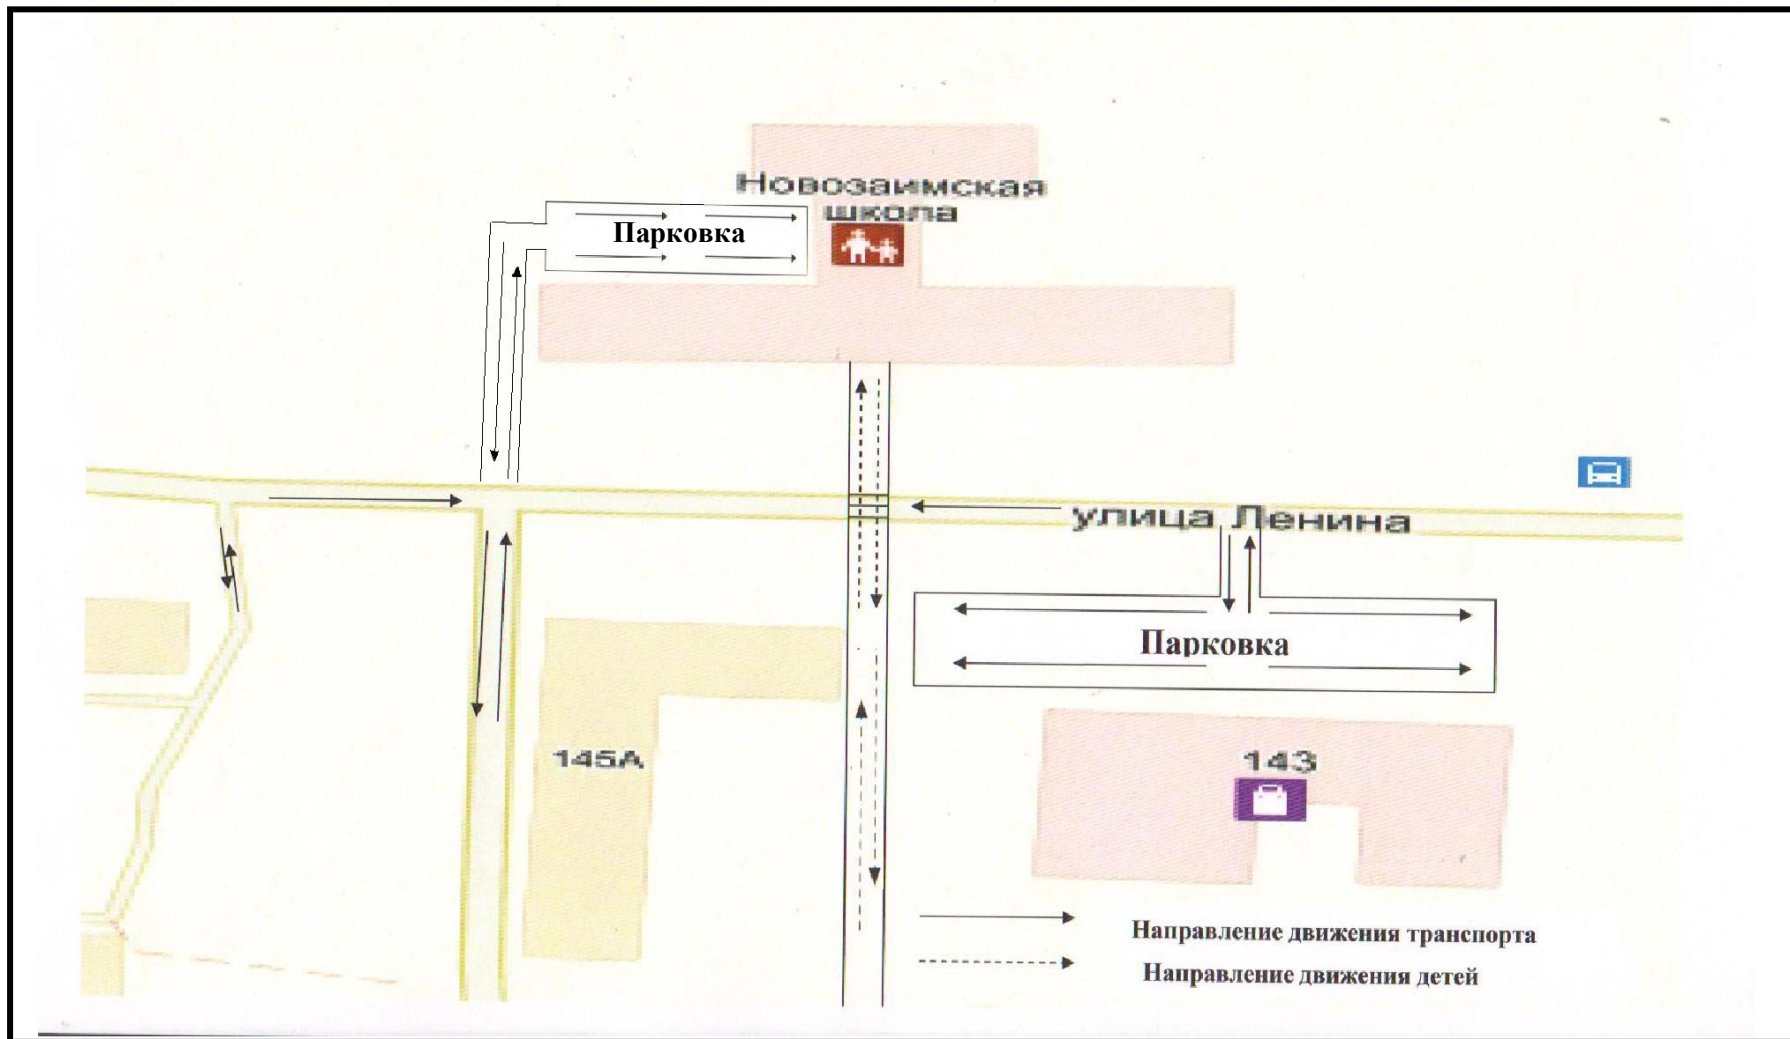 Новозаимская
школа
Парковка
улица Ленина
Парковка
145А
143
Направление движения транспорта
Направление движения детей